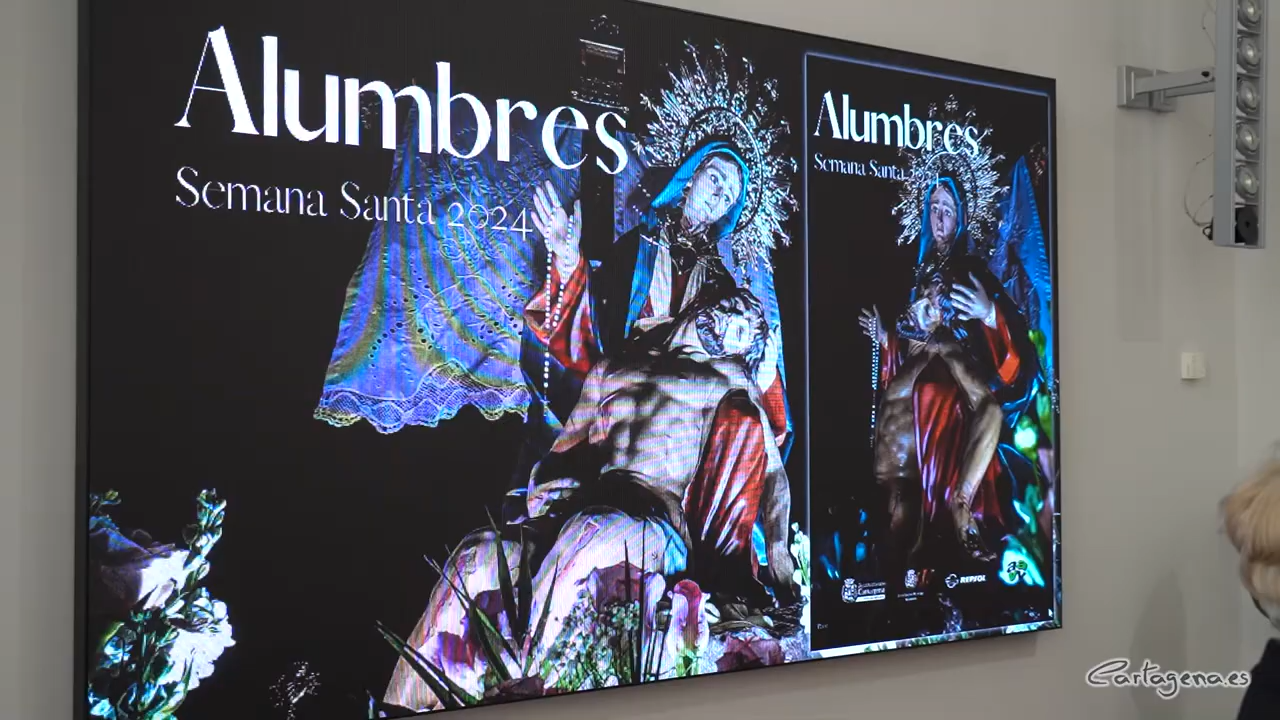 Alumbres
Semana Santa 2024
Alumbres
Semana Santa
Cartagena
REPSOL
Cartagena.es